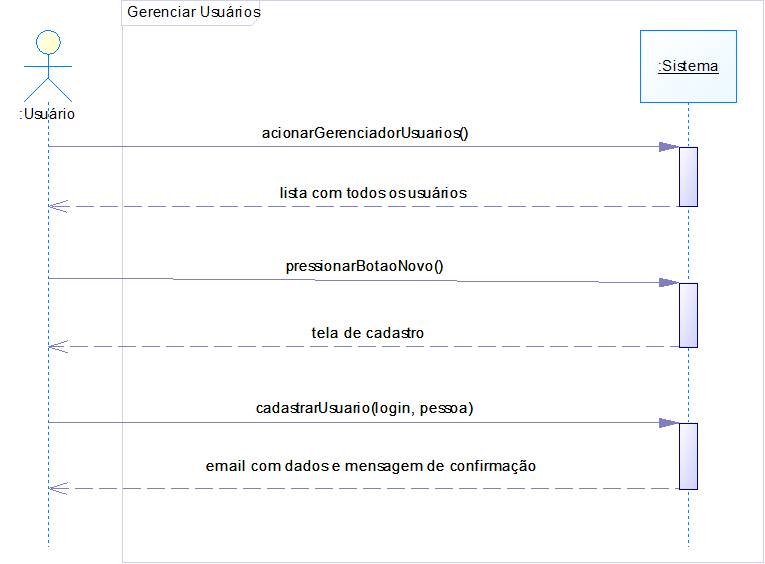 Gerenciar Usuários
:Sistema
:Usuário
acionarGerenciadorUsuarios()
lista com todos os usuários
pressionarBotaoNovo()
tela de cadastro
cadastrarUsuario(login, pessoa)
email com dados e mensagem de confirmação